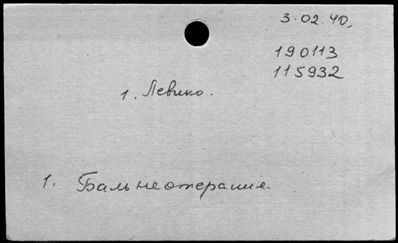 3.02.40,
190113
115932
1. Левико.
1. Бальнеотерапия.